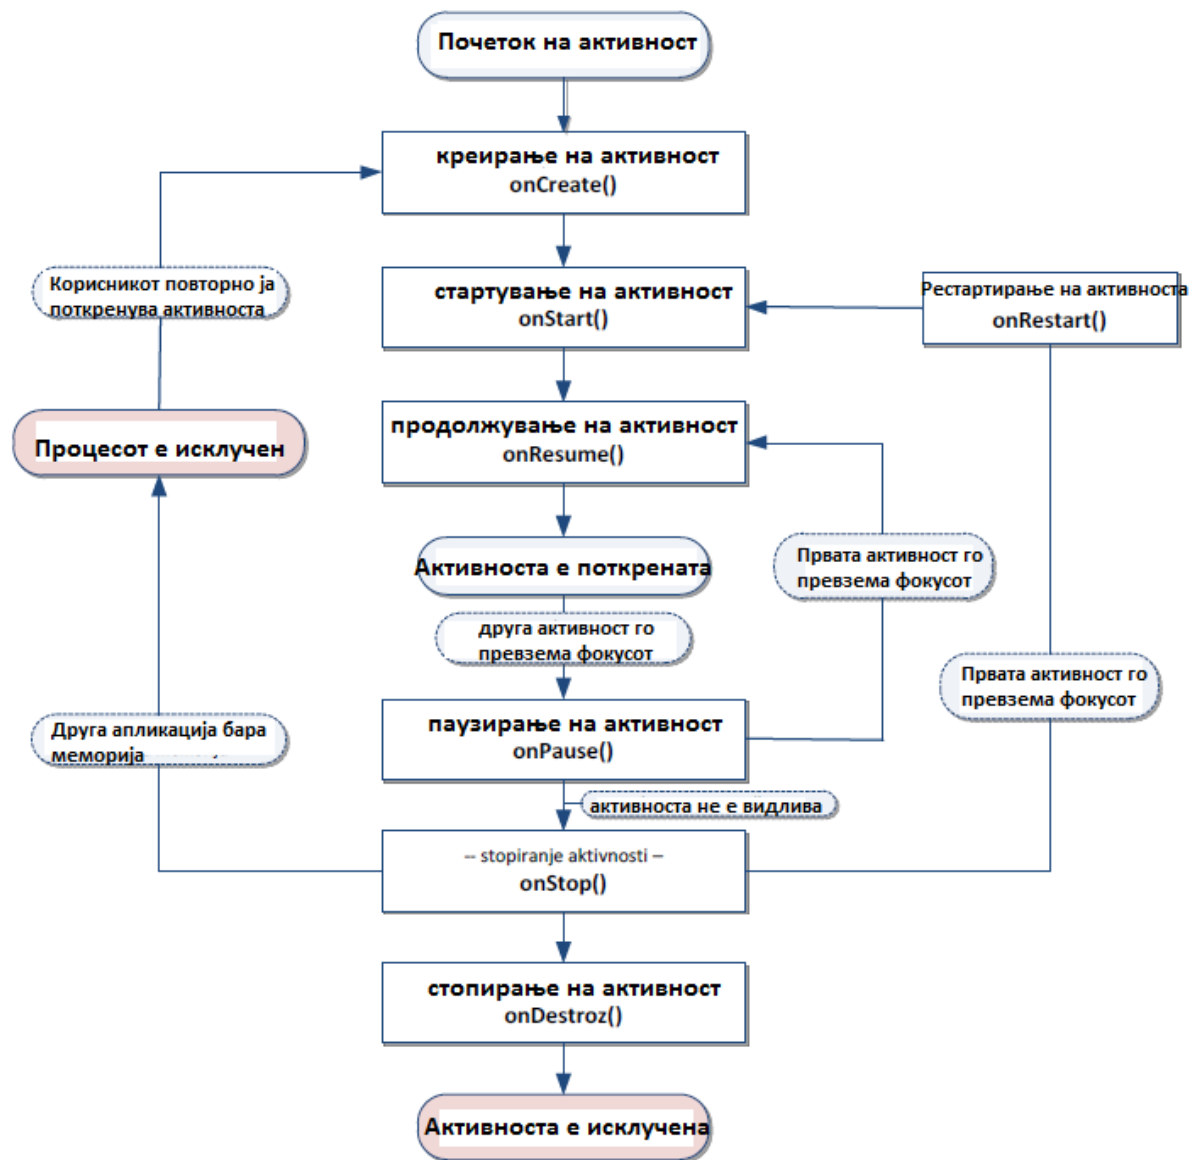 Почеток на активност
креирање на активност
onCreate()
Корисникот повторно ја
поткренува активноста
стартување на активност
onStart()
Рестартирање на активноста
onRestart()
Процесот е исклучен
продолжување на активност
onResume()
Активноста е поткрената
Првата активност го
превзема фокусот
друга активност го
превзема фокусот
Првата активност го
превзема фокусот
Друга апликација бара
меморија
паузирање на активност
onPause()
активноста не е видлива
-- stopiranje aktivnosti –
onStop()
стопирање на активност
onDestroz()
Активноста е исклучена